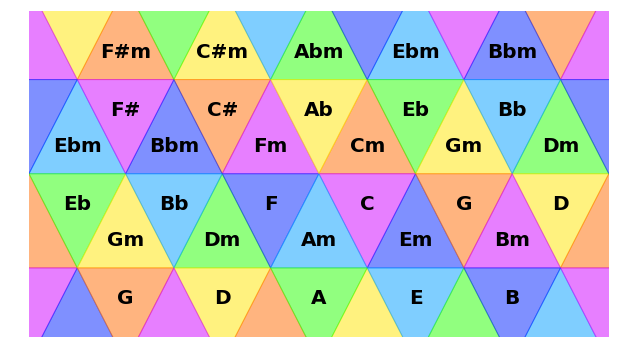 F#m C#m Abm Ebm Bbm
F# C# Ab Eb Bb
Ebm Bbm Fm Cm Gm Dm
Eb Bb F C G D
Gm Dm Am Em Bm
G D A E B